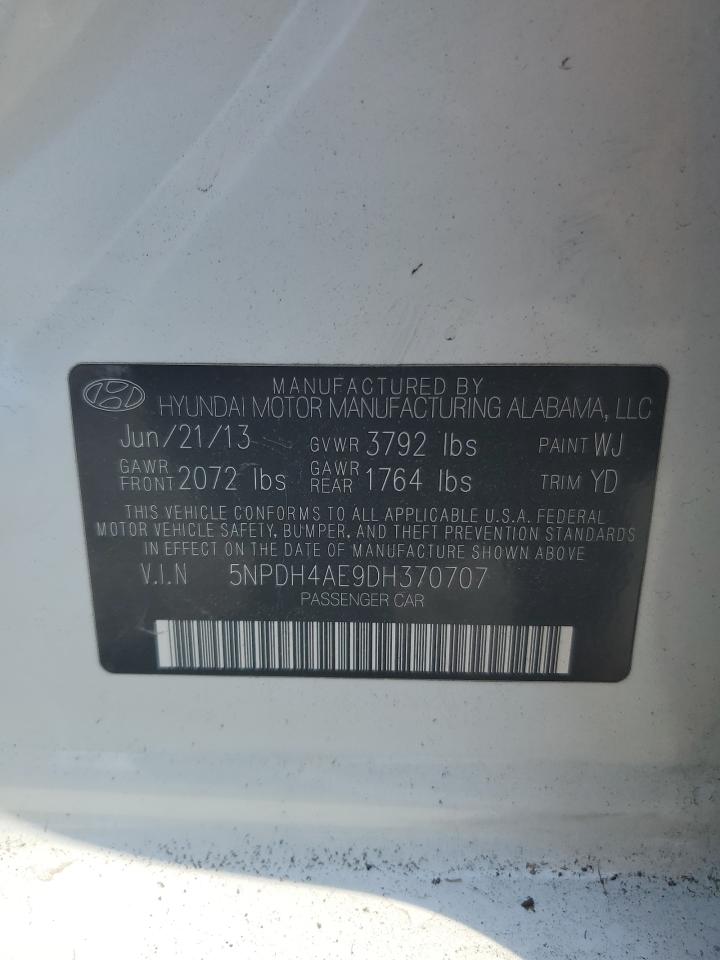 MANUFACTURED BY
HYUNDAI MOTOR MANUFACTURING ALABAMA, LLC
Jun/21/13 GVWR 3792 lbs PAINT WJ
GAWR FRONT 2072 lbs GAWR REAR 1764 lbs TRIM YD
THIS VEHICLE CONFORMS TO ALL APPLICABLE U.S.A. FEDERAL
MOTOR VEHICLE SAFETY, BUMPER, AND THEFT PREVENTION STANDARDS
IN EFFECT ON THE DATE OF MANUFACTURE SHOWN ABOVE
V.I.N 5NPDH4AE9DH370707
PASSENGER CAR